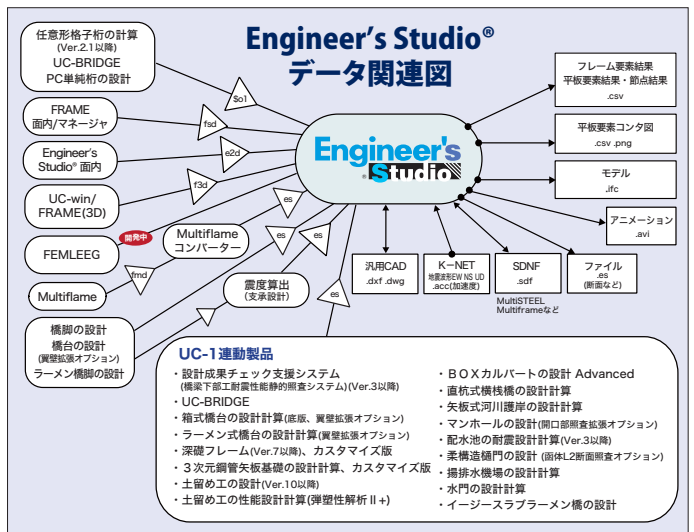 Engineer's Studio®
データ関連図
任意形格子桁の計算
(Ver.2.1以降)
UC-BRIDGE
PC単純桁の設計
$o1
FRAME
面内/マネージャ
fsd
Engineer's
Studio® 面内
e2d
UC-win/
FRAME(3D)
f3d
開発中
FEMLEEG
Multiflame
コンバーター
es
Multiflame
fmd
es
es
es
震度算出
(支承設計)
橋脚の設計
橋台の設計
(翼壁拡張オプション)
ラーメン橋脚の設計
Engineer's
Studio
®
フレーム要素結果
平板要素結果・節点結果
.csv
平板要素コンタ図
.csv .png
モデル
.ifc
アニメーション
.avi
汎用CAD
.dxf .dwg
K－NET
地震波形EW NS UD
.acc(加速度)
SDNF
.sdf
MultiSTEEL
Multiframeなど
ファイル
.es
(断面など)
UC-1連動製品
・設計成果チェック支援システム
(橋梁下部工耐震性能静的照査システム)(Ver.3以降)
・UC-BRIDGE
・箱式橋台の設計計算(底版、翼壁拡張オプション)
・ラーメン式橋台の設計計算(翼壁拡張オプション)
・深礎フレーム(Ver.7以降)、カスタマイズ版
・３次元鋼管矢板基礎の設計計算、カスタマイズ版
・土留め工の設計(Ver.10以降)
・土留め工の性能設計計算(弾塑性解析Ⅱ+)
・ＢＯＸカルバートの設計 Advanced
・直杭式横桟橋の設計計算
・矢板式河川護岸の設計計算
・マンホールの設計(開口部照査拡張オプション)
・配水池の耐震設計計算(Ver.3以降)
・柔構造樋門の設計 (函体L2断面照査オプション)
・揚排水機場の設計計算
・水門の設計計算
・イージースラブラーメン橋の設計